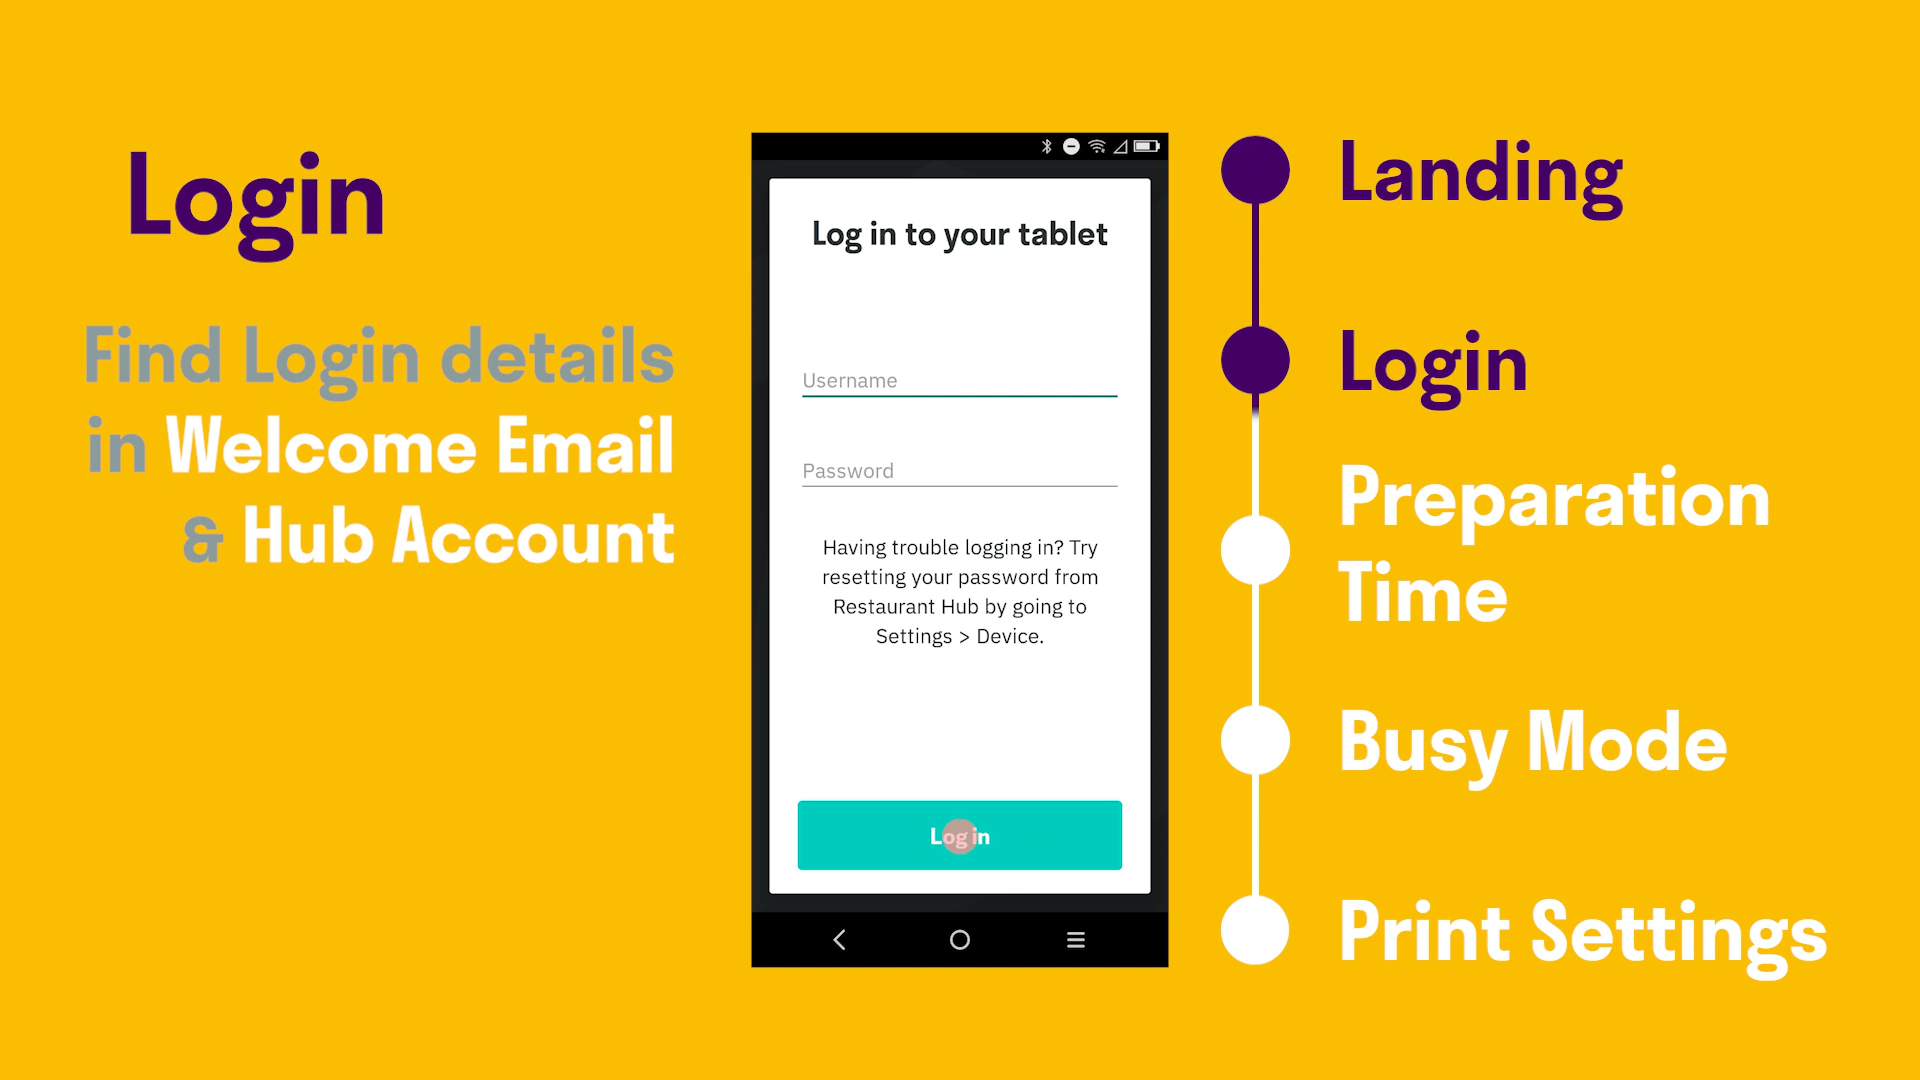 Login
Find Login details
in Welcome Email
& Hub Account
Log in to your tablet
Username
Password
Having trouble logging in? Try
resetting your password from
Restaurant Hub by going to
Settings > Device.
Log in
Landing
Login
Preparation
Time
Busy Mode
Print Settings